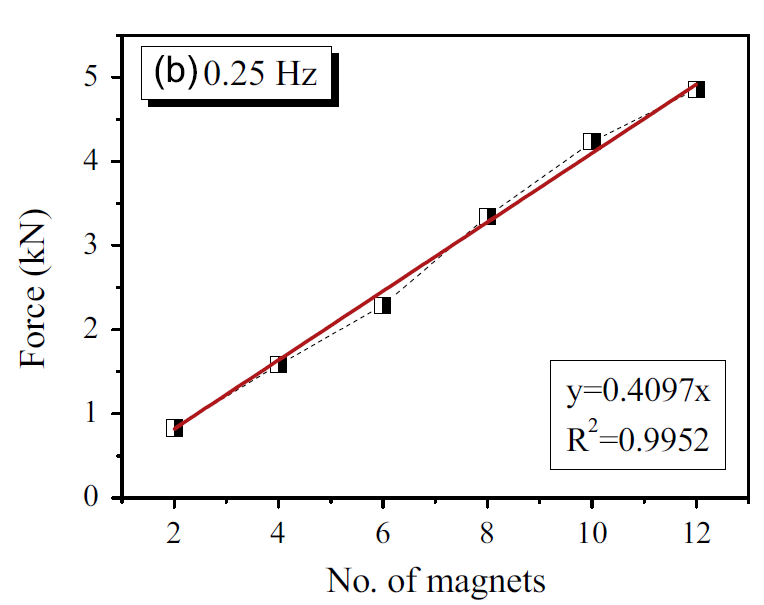 (b) 0.25 Hz
5
4
3
2
1
0
Force (kN)
y=0.4097x
R²=0.9952
2 4 6 8 10 12
No. of magnets